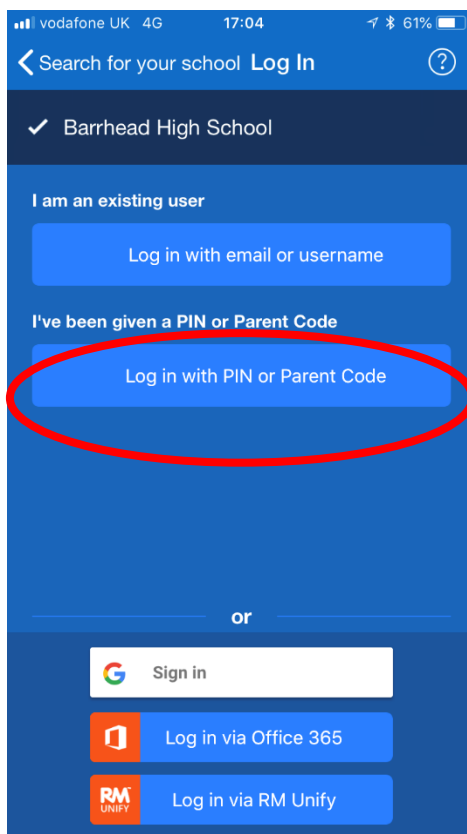 vodafone UK 4G 17:04 61%
Search for your school Log In ?
Barrhead High School
I am an existing user
Log in with email or username
I've been given a PIN or Parent Code
Log in with PIN or Parent Code
or
G Sign in
Log in via Office 365
RM UNIFY Log in via RM Unify